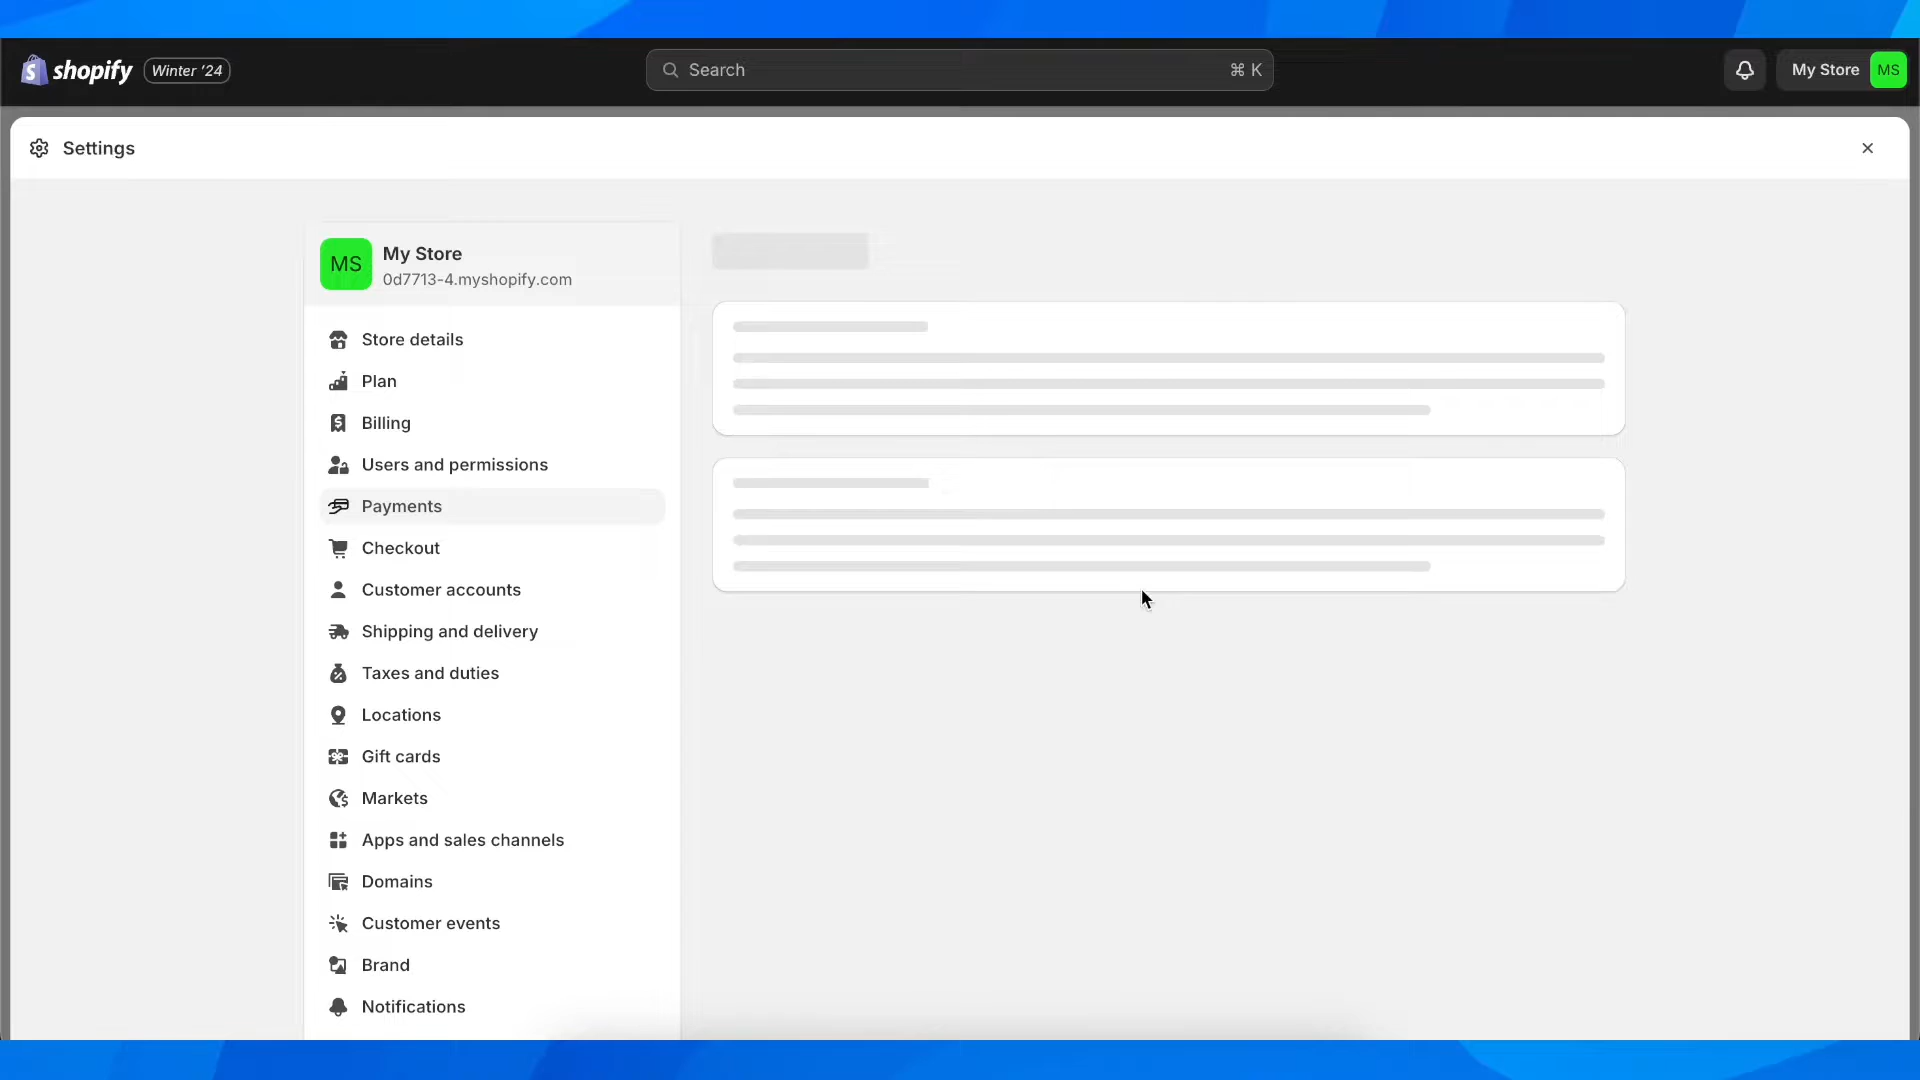 shopify
Winter '24
Search
⌘ K
My Store
MS
Settings
MS
My Store
0d7713-4.myshopify.com
Store details
Plan
Billing
Users and permissions
Payments
Checkout
Customer accounts
Shipping and delivery
Taxes and duties
Locations
Gift cards
Markets
Apps and sales channels
Domains
Customer events
Brand
Notifications